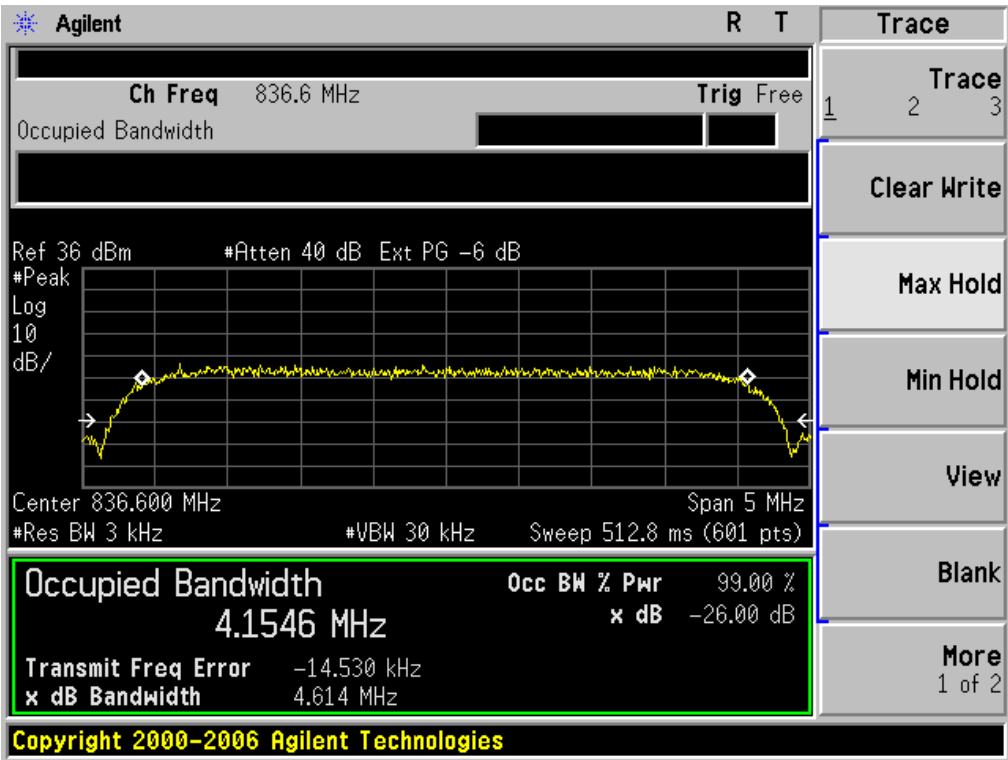 Agilent R T Trace
Ch Freq 836.6 MHz Trig Free
Occupied Bandwidth
Trace
1 2 3
Clear Write
Ref 36 dBm #Atten 40 dB Ext PG -6 dB
#Peak
Log
10
dB/
Max Hold
Min Hold
View
Center 836.600 MHz Span 5 MHz
#Res BW 3 kHz #VBW 30 kHz Sweep 512.8 ms (601 pts)
Occupied Bandwidth Occ BW % Pwr 99.00 %
4.1546 MHz x dB -26.00 dB
Transmit Freq Error -14.530 kHz
x dB Bandwidth 4.614 MHz
Blank
More
1 of 2
Copyright 2000-2006 Agilent Technologies